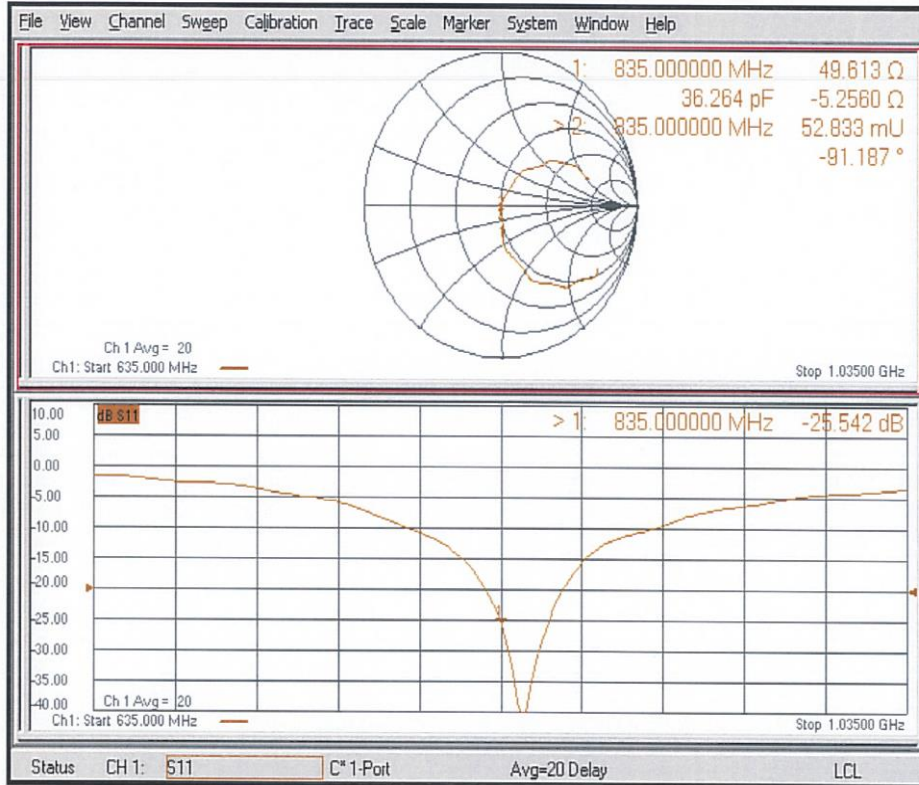 File View Channel Sweep Calibration Trace Scale Marker System Window Help
1: 835.000000 MHz 49.613 Ω
36.264 pF -5.2560 Ω
> 2: 835.000000 MHz 52.833 mU
-91.187 °
Ch 1 Avg = 20
Ch1: Start 635.000 MHz
Stop 1.03500 GHz
10.00
dB S11
> 1: 835.000000 MHz -25.542 dB
5.00
0.00
-5.00
-10.00
-15.00
-20.00
-25.00
1
-30.00
-35.00
-40.00
Ch 1 Avg = 20
Ch1: Start 635.000 MHz
Stop 1.03500 GHz
Status CH 1: S11 C* 1-Port Avg=20 Delay LCL